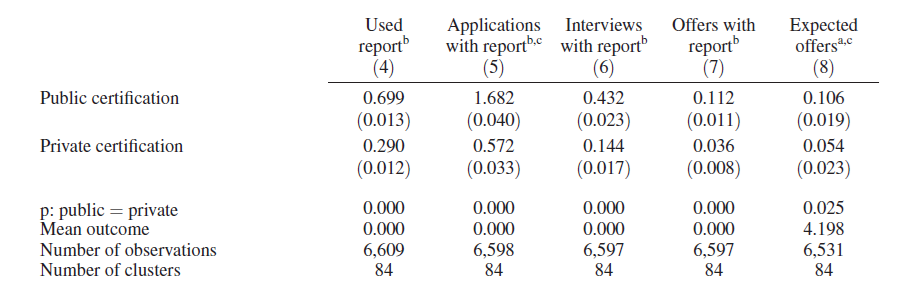 Used Applications Interviews Offers with Expected
report^b with report^b,c with report^b report^b offers^a,c
(4) (5) (6) (7) (8)
Public certification 0.699 1.682 0.432 0.112 0.106
(0.013) (0.040) (0.023) (0.011) (0.019)
Private certification 0.290 0.572 0.144 0.036 0.054
(0.012) (0.033) (0.017) (0.008) (0.023)
p: public = private 0.000 0.000 0.000 0.000 0.025
Mean outcome 0.000 0.000 0.000 0.000 4.198
Number of observations 6,609 6,598 6,597 6,597 6,531
Number of clusters 84 84 84 84 84